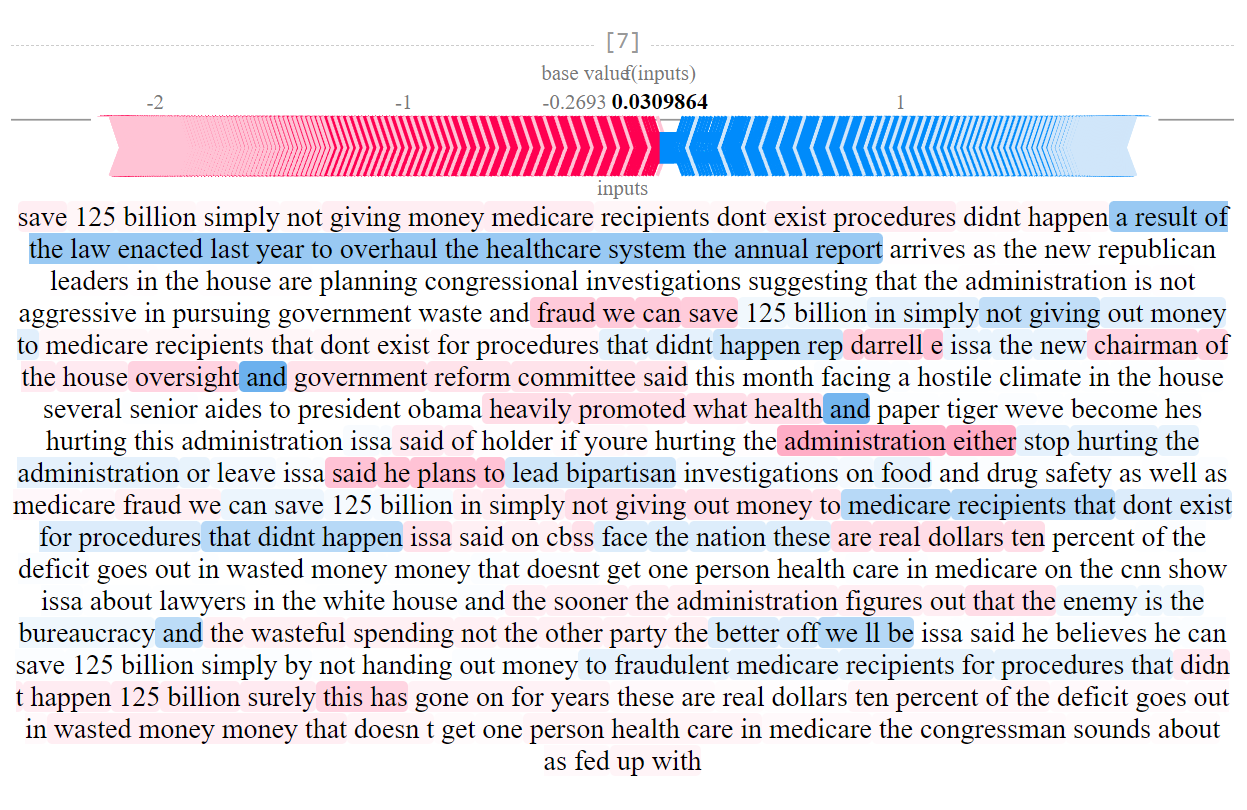 [7]
base value f(inputs)
-2 -1 -0.2693 0.0309864 1
inputs
save 125 billion simply not giving money medicare recipients dont exist procedures didnt happen a result of
the law enacted last year to overhaul the healthcare system the annual report arrives as the new republican
leaders in the house are planning congressional investigations suggesting that the administration is not
aggressive in pursuing government waste and fraud we can save 125 billion in simply not giving out money
to medicare recipients that dont exist for procedures that didnt happen rep darrell e issa the new chairman of
the house oversight and government reform committee said this month facing a hostile climate in the house
several senior aides to president obama heavily promoted what health and paper tiger weve become hes
hurting this administration issa said of holder if youre hurting the administration either stop hurting the
administration or leave issa said he plans to lead bipartisan investigations on food and drug safety as well as
medicare fraud we can save 125 billion in simply not giving out money to medicare recipients that dont exist
for procedures that didnt happen issa said on cbss face the nation these are real dollars ten percent of the
deficit goes out in wasted money money that doesnt get one person health care in medicare on the cnn show
issa about lawyers in the white house and the sooner the administration figures out that the enemy is the
bureaucracy and the wasteful spending not the other party the better off we ll be issa said he believes he can
save 125 billion simply by not handing out money to fraudulent medicare recipients for procedures that didn
t happen 125 billion surely this has gone on for years these are real dollars ten percent of the deficit goes out
in wasted money money that doesn t get one person health care in medicare the congressman sounds about
as fed up with